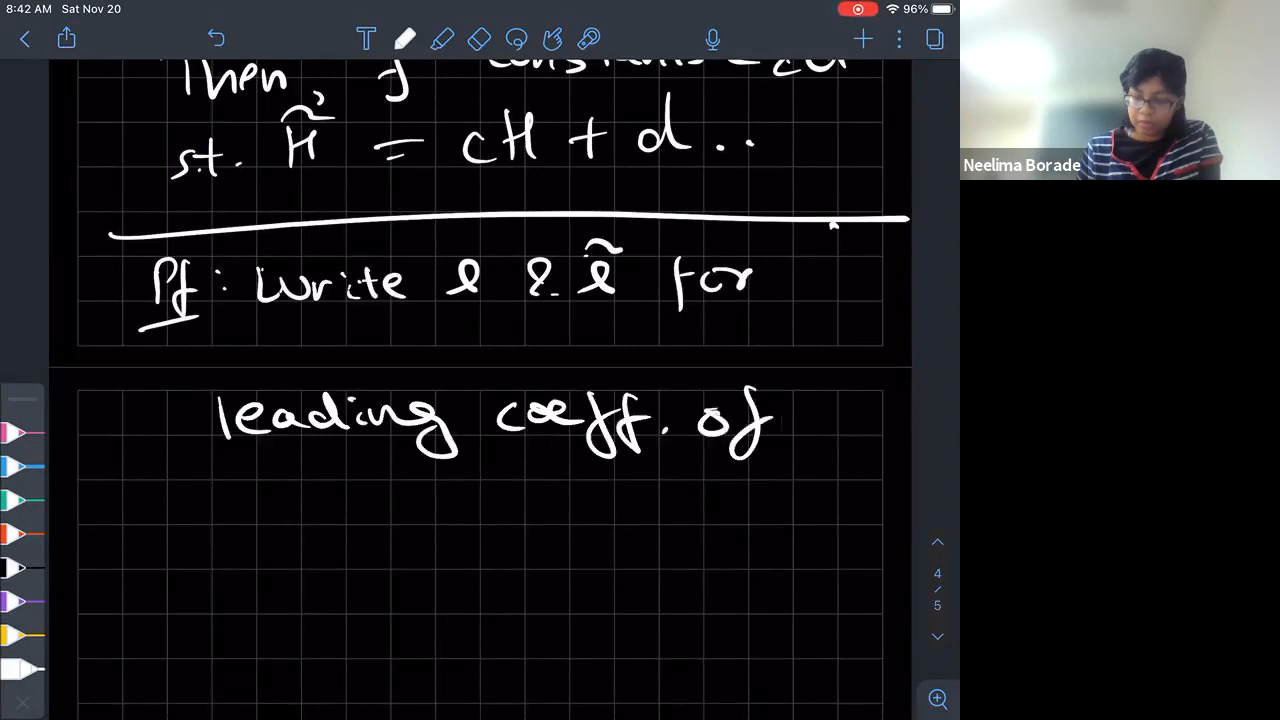 8:42 AM Sat Nov 20
96%
T
Then ∃ constants c & d
s.t. H̃ = cH + d ..
Pf : Write l & l̃ for
leading coeff. of
4
5
Neelima Borade